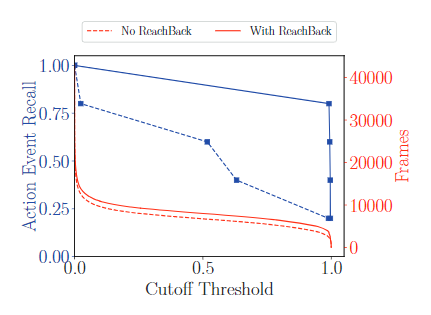 No ReachBack With ReachBack
1.00
0.75
0.50
0.25
0.00
Action Event Recall
40000
30000
20000
10000
0
Frames
0.0 0.5 1.0
Cutoff Threshold